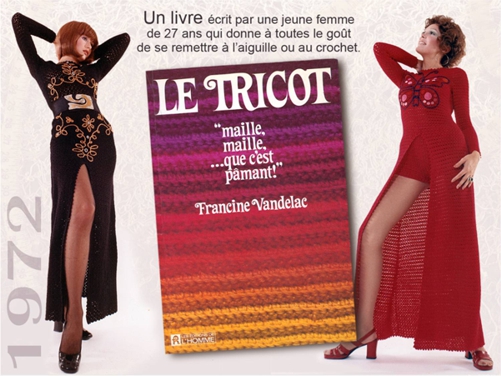 Un livre écrit par une jeune femme
de 27 ans qui donne à toutes le goût
de se remettre à l'aiguille ou au crochet.
LE TRICOT
“maille,
maille,
...que c'est
pâmant!”
Francine Vandelac
L'HOMME
1972